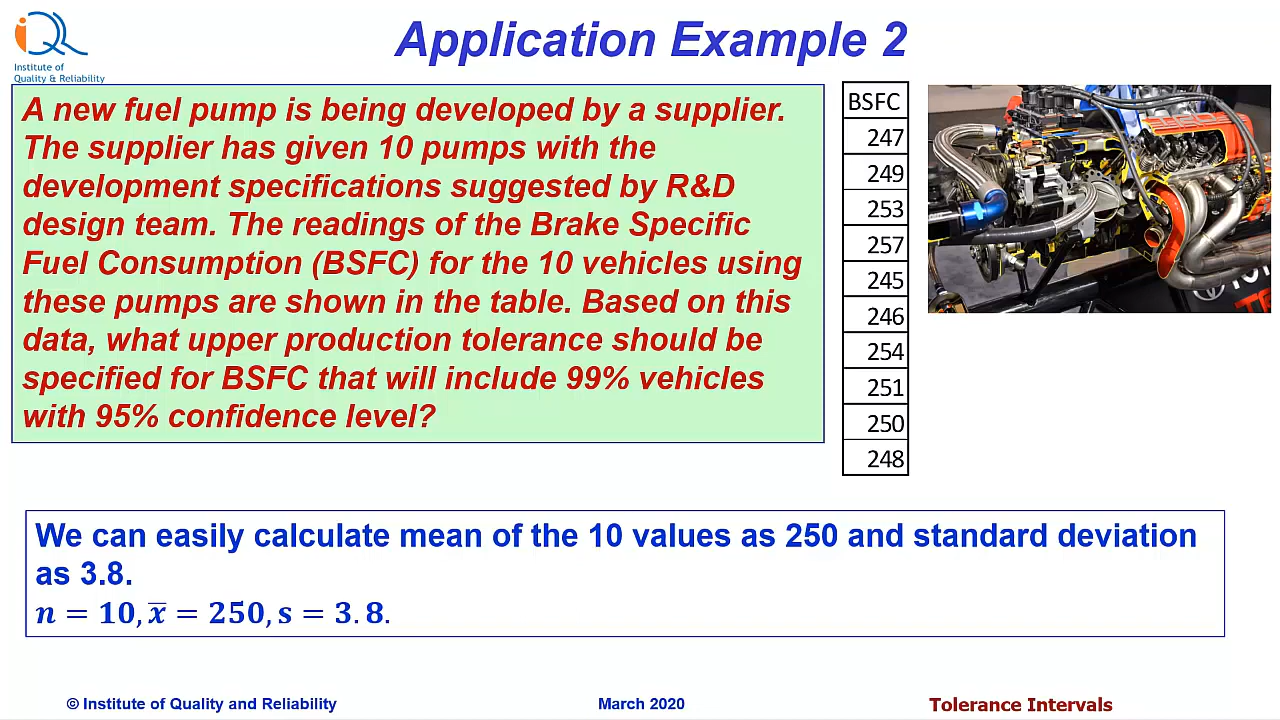 Application Example 2
iQR
Institute of
Quality & Reliability
A new fuel pump is being developed by a supplier.
The supplier has given 10 pumps with the
development specifications suggested by R&D
design team. The readings of the Brake Specific
Fuel Consumption (BSFC) for the 10 vehicles using
these pumps are shown in the table. Based on this
data, what upper production tolerance should be
specified for BSFC that will include 99% vehicles
with 95% confidence level?
BSFC
247
249
253
257
245
246
254
251
250
248
We can easily calculate mean of the 10 values as 250 and standard deviation
as 3.8.
n = 10, x̅ = 250, s = 3.8.
© Institute of Quality and Reliability
March 2020
Tolerance Intervals